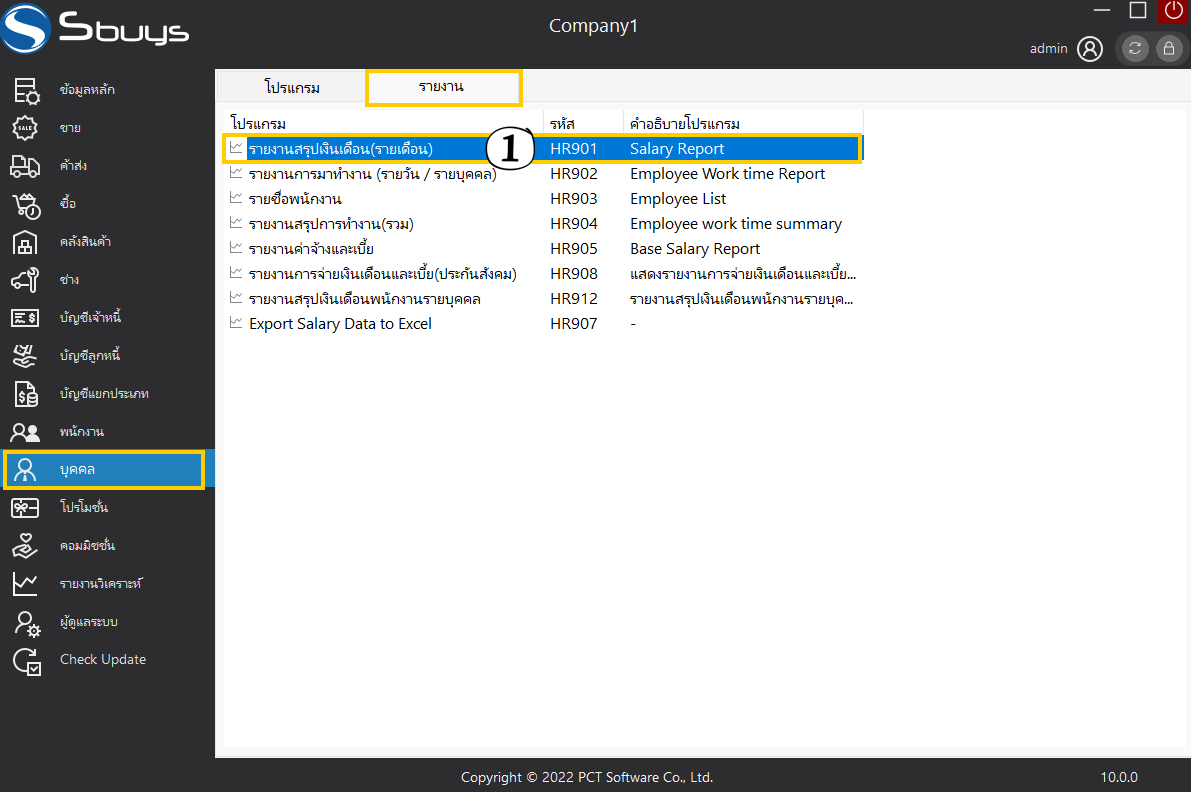 Sbuys
Company1
admin
ข้อมูลหลัก
ขาย
ค้าส่ง
ซื้อ
คลังสินค้า
ช่าง
บัญชีเจ้าหนี้
บัญชีลูกหนี้
บัญชีแยกประเภท
พนักงาน
บุคคล
โปรโมชั่น
คอมมิชชั่น
รายงานวิเคราะห์
ผู้ดูแลระบบ
Check Update
โปรแกรม รายงาน
โปรแกรม รหัส คำอธิบายโปรแกรม
รายงานสรุปเงินเดือน(รายเดือน) 1 HR901 Salary Report
รายงานการมาทำงาน (รายวัน / รายบุคคล) HR902 Employee Work time Report
รายชื่อพนักงาน HR903 Employee List
รายงานสรุปการทำงาน(รวม) HR904 Employee work time summary
รายงานค่าจ้างและเบี้ย HR905 Base Salary Report
รายงานการจ่ายเงินเดือนและเบี้ย(ประกันสังคม) HR908 แสดงรายงานการจ่ายเงินเดือนและเบี้ย...
รายงานสรุปเงินเดือนพนักงานรายบุคคล HR912 รายงานสรุปเงินเดือนพนักงานรายบุค...
Export Salary Data to Excel HR907 -
Copyright © 2022 PCT Software Co., Ltd.
10.0.0